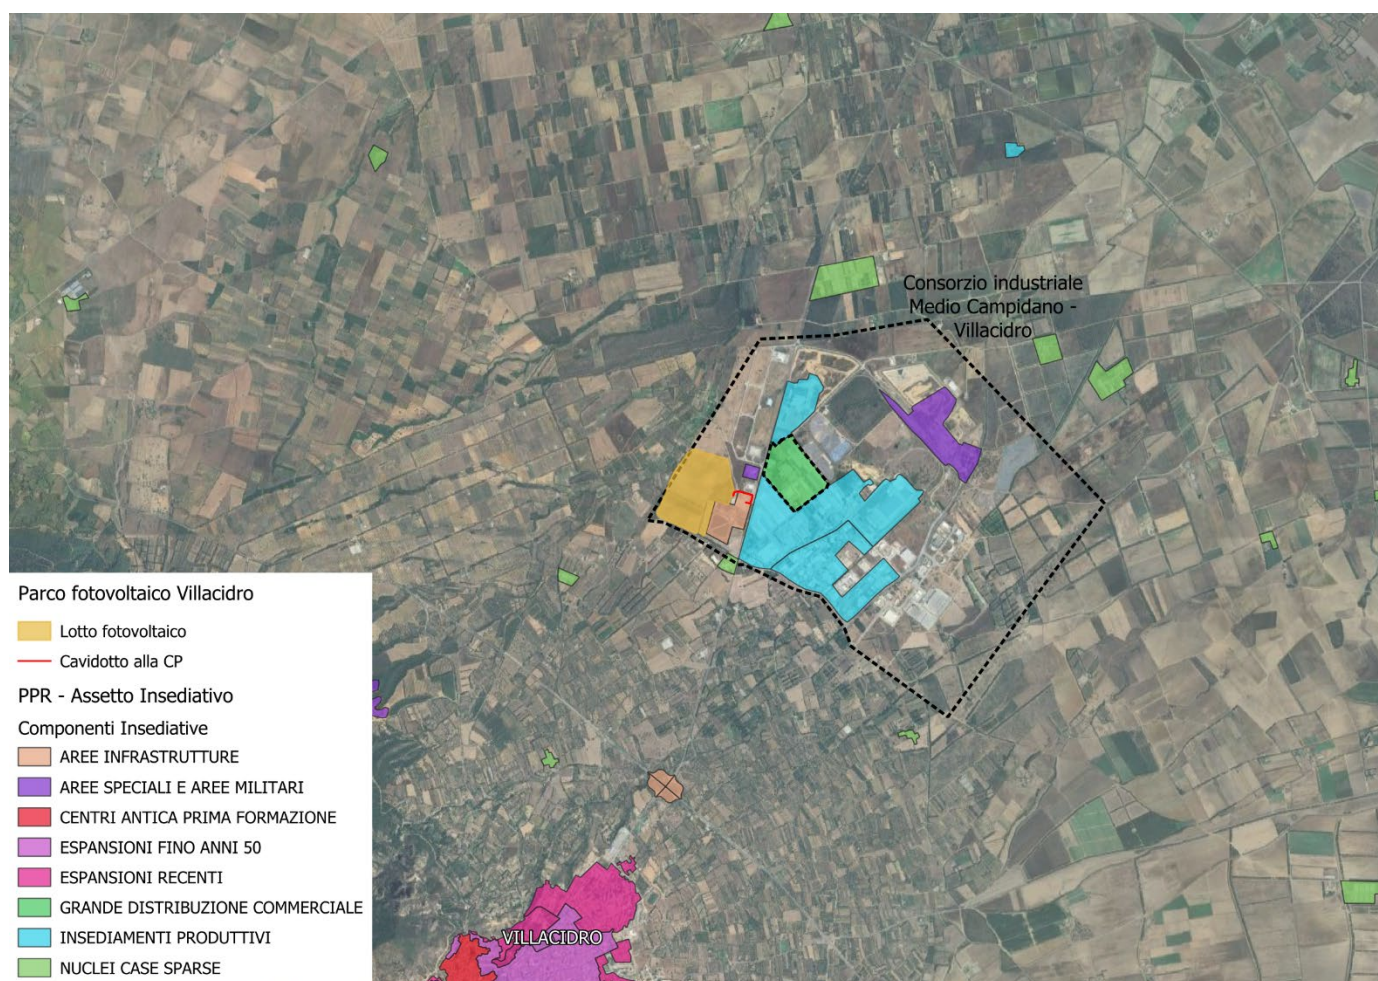 Consorzio industriale
Medio Campidano -
Villacidro
Parco fotovoltaico Villacidro
Lotto fotovoltaico
Cavidotto alla CP
PPR - Assetto Insediativo
Componenti Insediative
AREE INFRASTRUTTURE
AREE SPECIALI E AREE MILITARI
CENTRI ANTICA PRIMA FORMAZIONE
ESPANSIONI FINO ANNI 50
ESPANSIONI RECENTI
GRANDE DISTRIBUZIONE COMMERCIALE
INSEDIAMENTI PRODUTTIVI
NUCLEI CASE SPARSE
VILLACIDRO